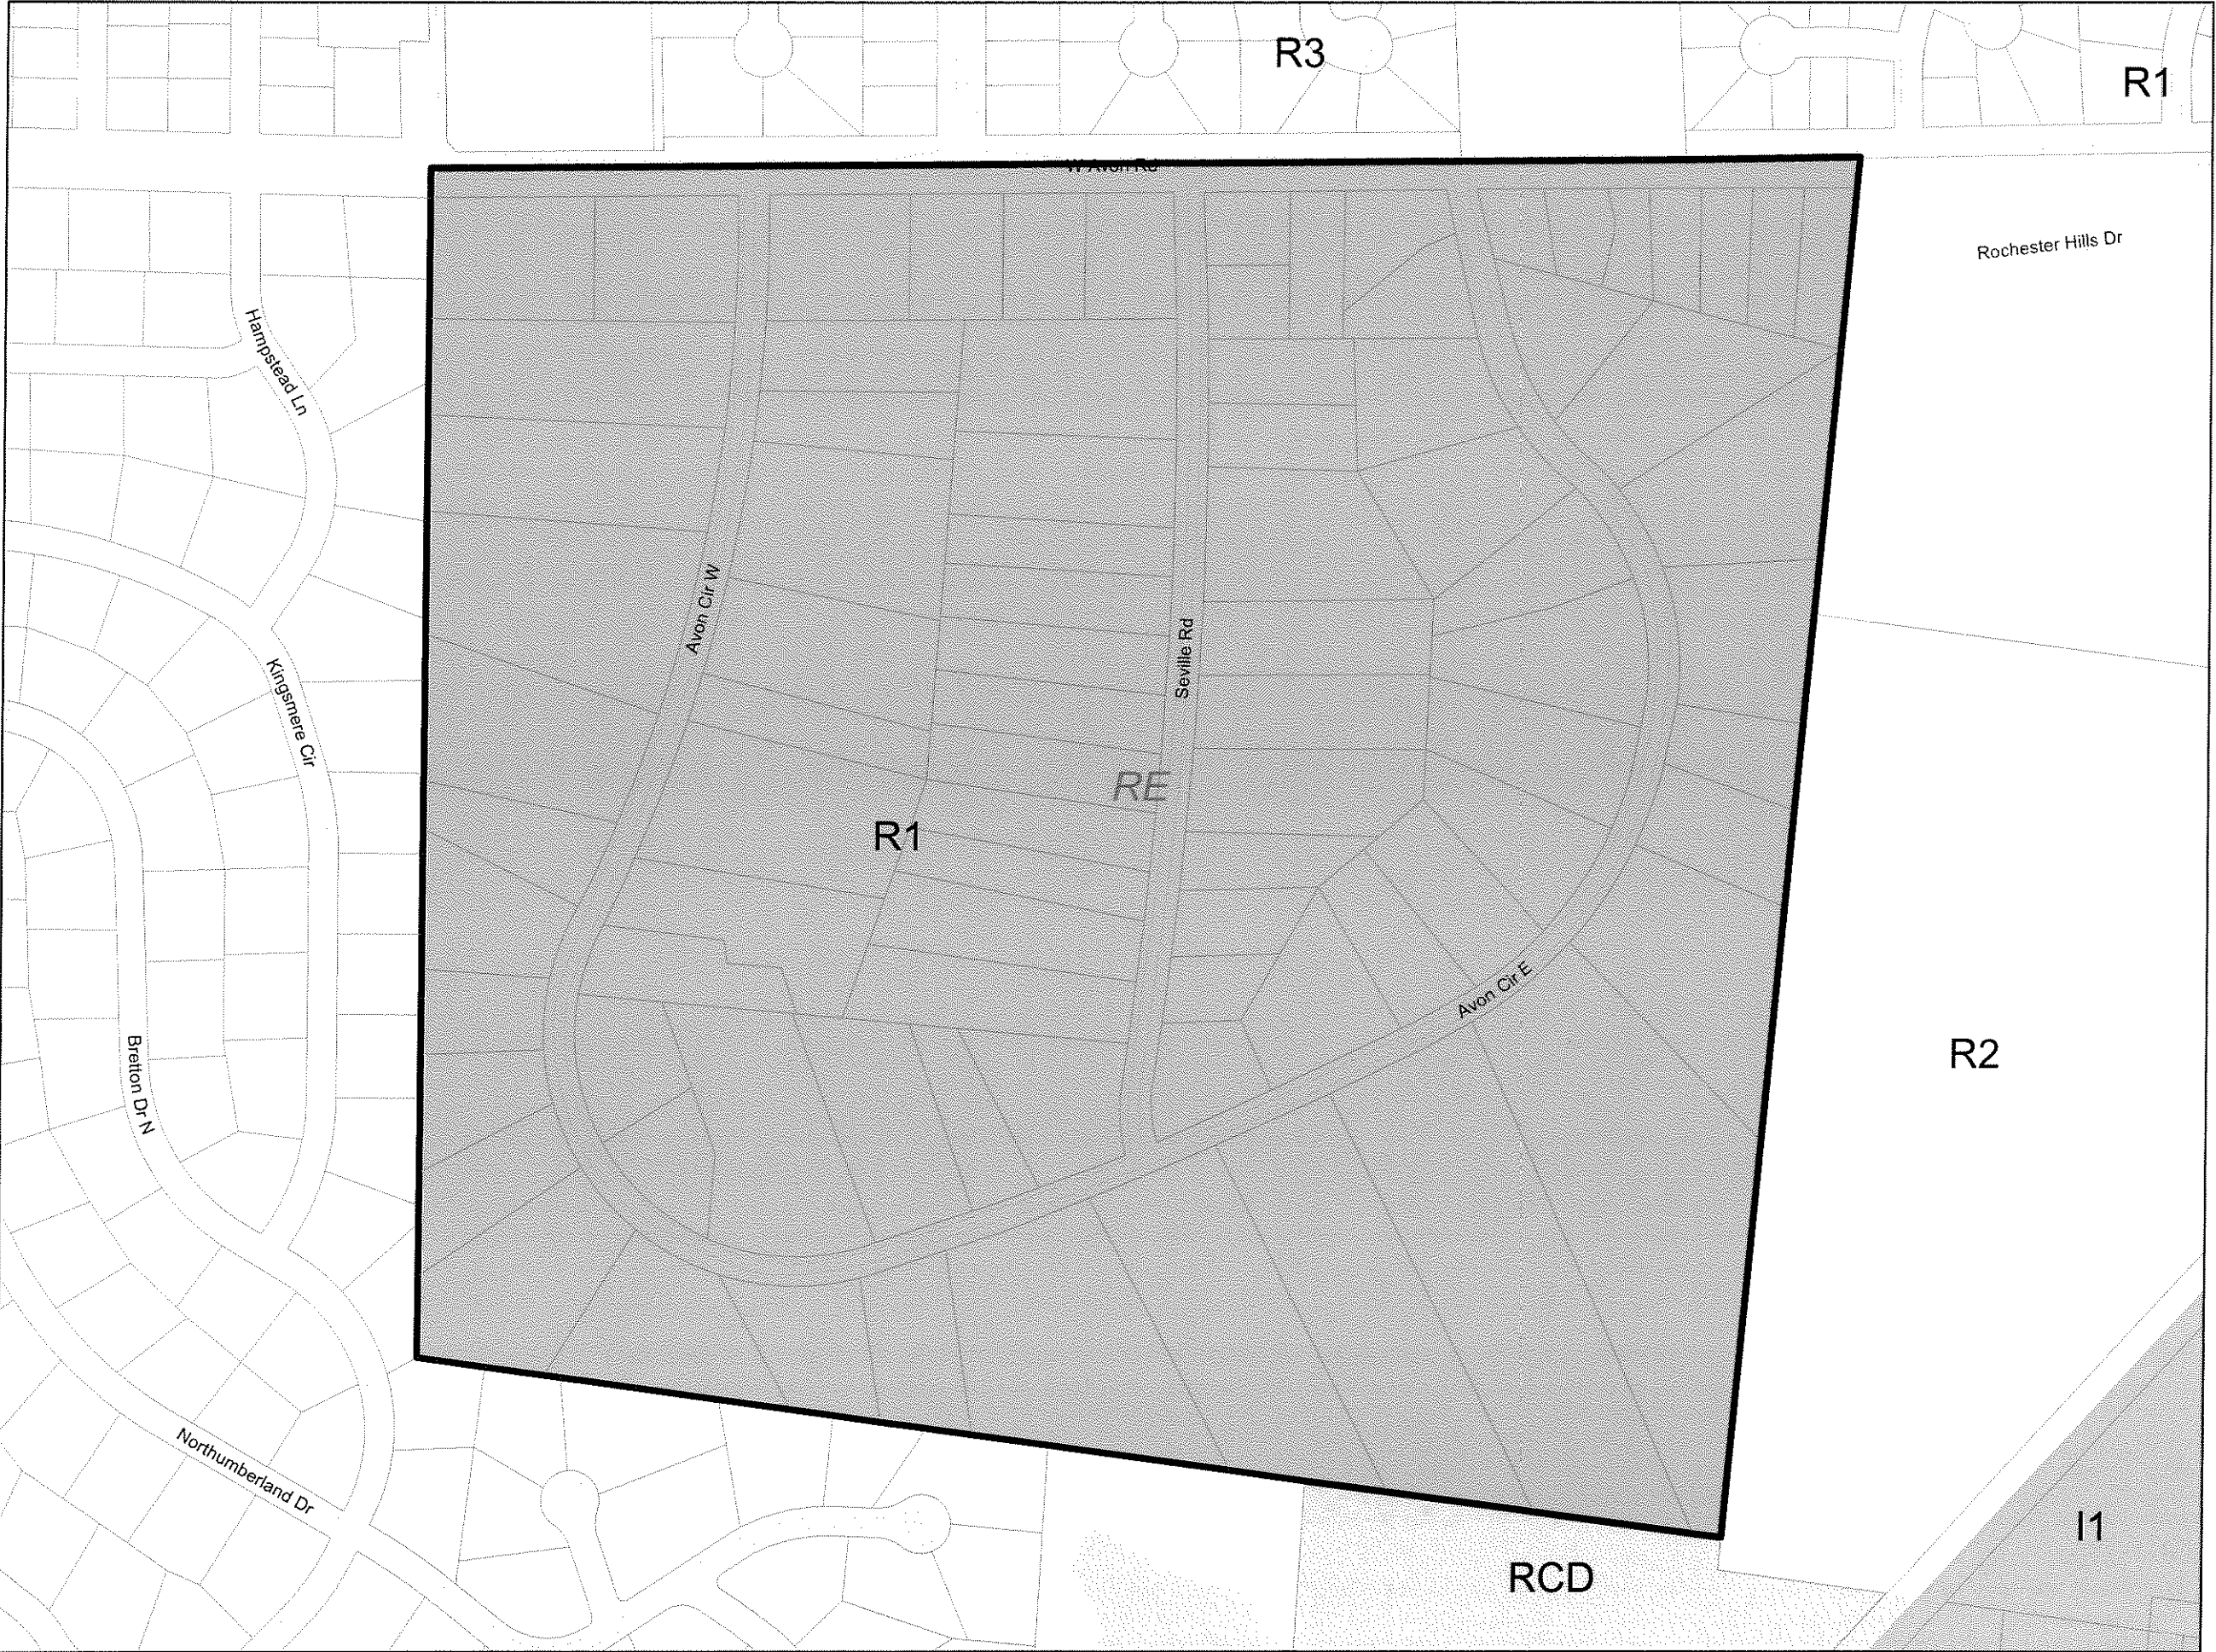 R3
R1
W Avon Rd
Rochester Hills Dr
Hampstead Ln
Avon Cir W
Seville Rd
Kingsmere Cir
RE
R1
Avon Cir E
R2
Bretton Dr N
Northumberland Dr
I1
RCD